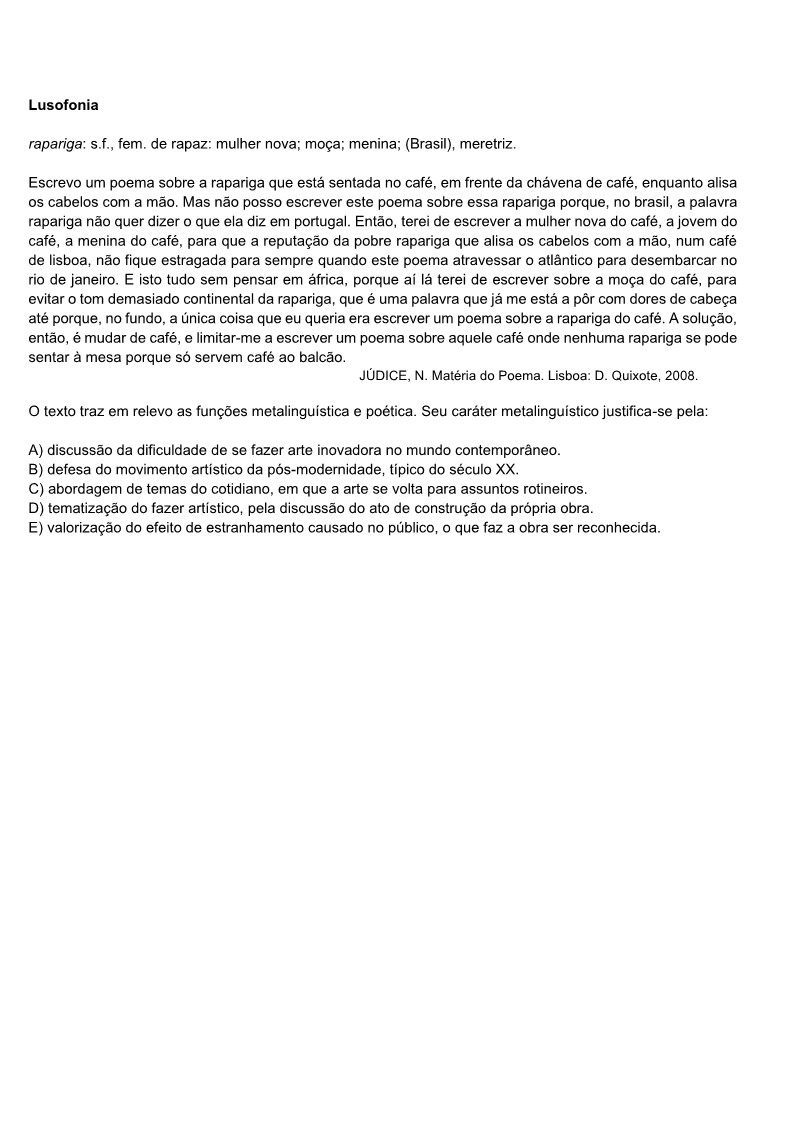 Lusofonia
rapariga: s.f., fem. de rapaz: mulher nova; moça; menina; (Brasil), meretriz.
Escrevo um poema sobre a rapariga que está sentada no café, em frente da chávena de café, enquanto alisa
os cabelos com a mão. Mas não posso escrever este poema sobre essa rapariga porque, no brasil, a palavra
rapariga não quer dizer o que ela diz em portugal. Então, terei de escrever a mulher nova do café, a jovem do
café, a menina do café, para que a reputação da pobre rapariga que alisa os cabelos com a mão, num café
de lisboa, não fique estragada para sempre quando este poema atravessar o atlântico para desembarcar no
rio de janeiro. E isto tudo sem pensar em áfrica, porque aí lá terei de escrever sobre a moça do café, para
evitar o tom demasiado continental da rapariga, que é uma palavra que já me está a pôr com dores de cabeça
até porque, no fundo, a única coisa que eu queria era escrever um poema sobre a rapariga do café. A solução,
então, é mudar de café, e limitar-me a escrever um poema sobre aquele café onde nenhuma rapariga se pode
sentar à mesa porque só servem café ao balcão.
JÚDICE, N. Matéria do Poema. Lisboa: D. Quixote, 2008.
O texto traz em relevo as funções metalinguística e poética. Seu caráter metalinguístico justifica-se pela:
A) discussão da dificuldade de se fazer arte inovadora no mundo contemporâneo.
B) defesa do movimento artístico da pós-modernidade, típico do século XX.
C) abordagem de temas do cotidiano, em que a arte se volta para assuntos rotineiros.
D) tematização do fazer artístico, pela discussão do ato de construção da própria obra.
E) valorização do efeito de estranhamento causado no público, o que faz a obra ser reconhecida.